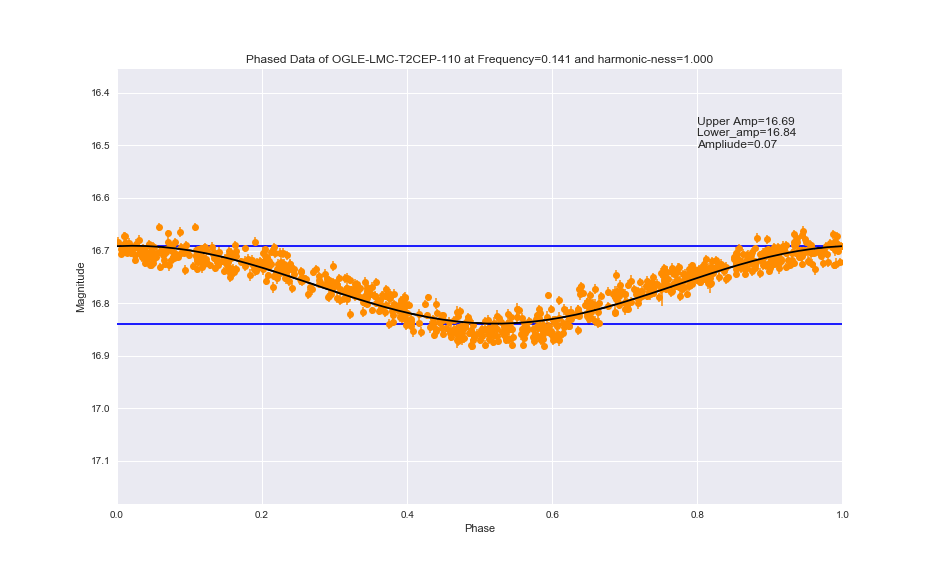 Phased Data of OGLE-LMC-T2CEP-110 at Frequency=0.141 and harmonic-ness=1.000
Upper Amp=16.69
Lower_amp=16.84
Ampliude=0.07
Magnitude
16.4
16.5
16.6
16.7
16.8
16.9
17.0
17.1
0.0 0.2 0.4 0.6 0.8 1.0
Phase